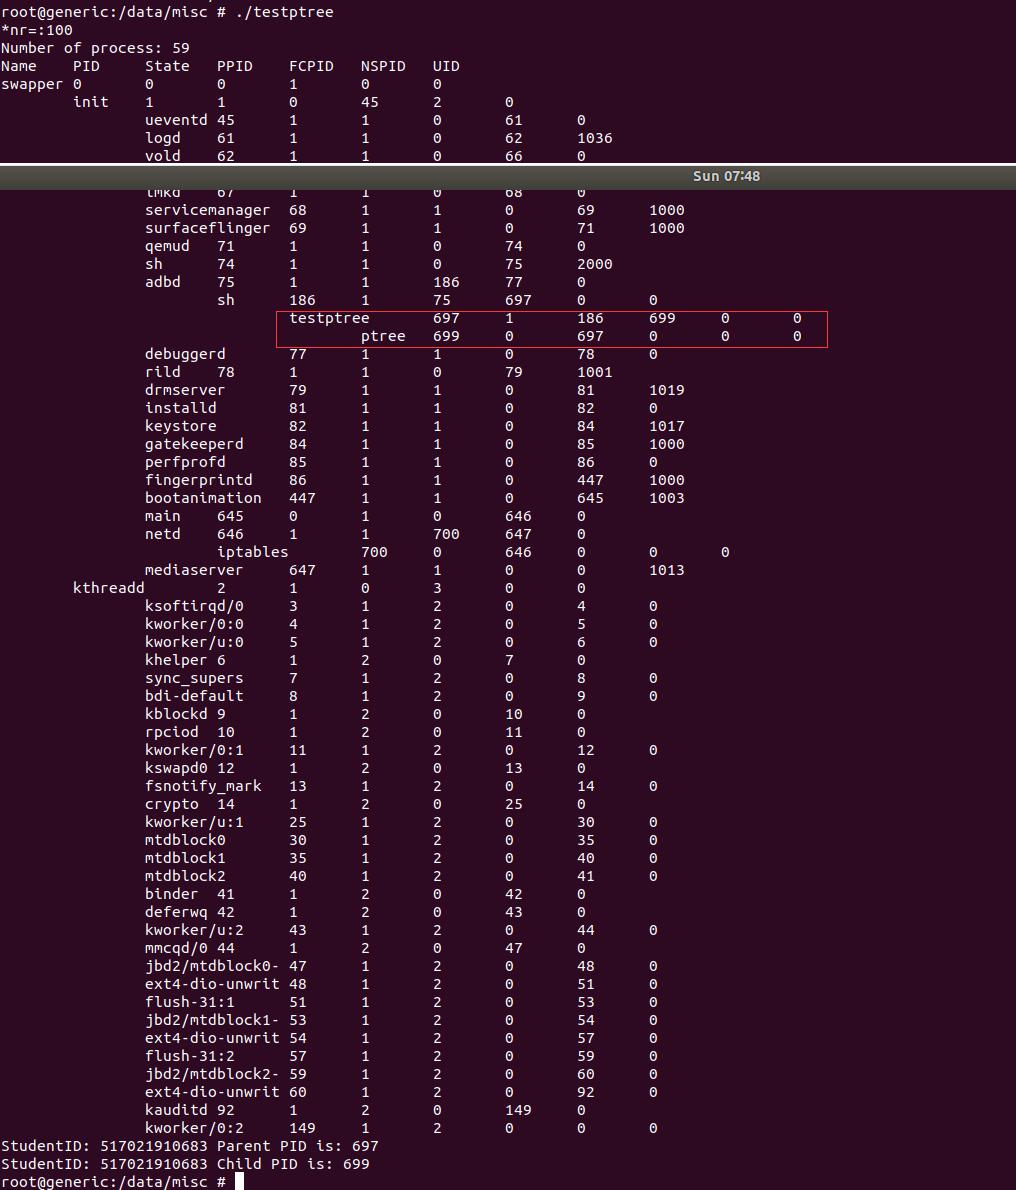 root@generic:/data/misc # ./testptree
*nr=:100
Number of process: 59
Name PID State PPID FCPID NSPID UID
swapper 0 0 0 1 0 0
init 1 1 0 45 2 0
ueventd 45 1 1 0 61 0
logd 61 1 1 0 62 1036
vold 62 1 1 0 66 0
Sun 07:48
lmkd 67 1 1 0 68 0
servicemanager 68 1 1 0 69 1000
surfaceflinger 69 1 1 0 71 1000
qemud 71 1 1 0 74 0
sh 74 1 1 0 75 2000
adbd 75 1 1 186 77 0
sh 186 1 75 697 0 0
testptree 697 1 186 699 0 0
ptree 699 0 697 0 0 0
debuggerd 77 1 1 0 78 0
rild 78 1 1 0 79 1001
drmserver 79 1 1 0 81 1019
installd 81 1 1 0 82 0
keystore 82 1 1 0 84 1017
gatekeeperd 84 1 1 0 85 1000
perfprofd 85 1 1 0 86 0
fingerprintd 86 1 1 0 447 1000
bootanimation 447 1 1 0 645 1003
main 645 0 1 0 646 0
netd 646 1 1 700 647 0
iptables 700 0 646 0 0 0
mediaserver 647 1 1 0 0 1013
kthreadd 2 1 0 3 0 0
ksoftirqd/0 3 1 2 0 4 0
kworker/0:0 4 1 2 0 5 0
kworker/u:0 5 1 2 0 6 0
khelper 6 1 2 0 7 0
sync_supers 7 1 2 0 8 0
bdi-default 8 1 2 0 9 0
kblockd 9 1 2 0 10 0
rpciod 10 1 2 0 11 0
kworker/0:1 11 1 2 0 12 0
kswapd0 12 1 2 0 13 0
fsnotify_mark 13 1 2 0 14 0
crypto 14 1 2 0 25 0
kworker/u:1 25 1 2 0 30 0
mtdblock0 30 1 2 0 35 0
mtdblock1 35 1 2 0 40 0
mtdblock2 40 1 2 0 41 0
binder 41 1 2 0 42 0
deferwq 42 1 2 0 43 0
kworker/u:2 43 1 2 0 44 0
mmcqd/0 44 1 2 0 47 0
jbd2/mtdblock0- 47 1 2 0 48 0
ext4-dio-unwrit 48 1 2 0 51 0
flush-31:1 51 1 2 0 53 0
jbd2/mtdblock1- 53 1 2 0 54 0
ext4-dio-unwrit 54 1 2 0 57 0
flush-31:2 57 1 2 0 59 0
jbd2/mtdblock2- 59 1 2 0 60 0
ext4-dio-unwrit 60 1 2 0 92 0
kauditd 92 1 2 0 149 0
kworker/0:2 149 1 2 0 0 0
StudentID: 517021910683 Parent PID is: 697
StudentID: 517021910683 Child PID is: 699
root@generic:/data/misc #